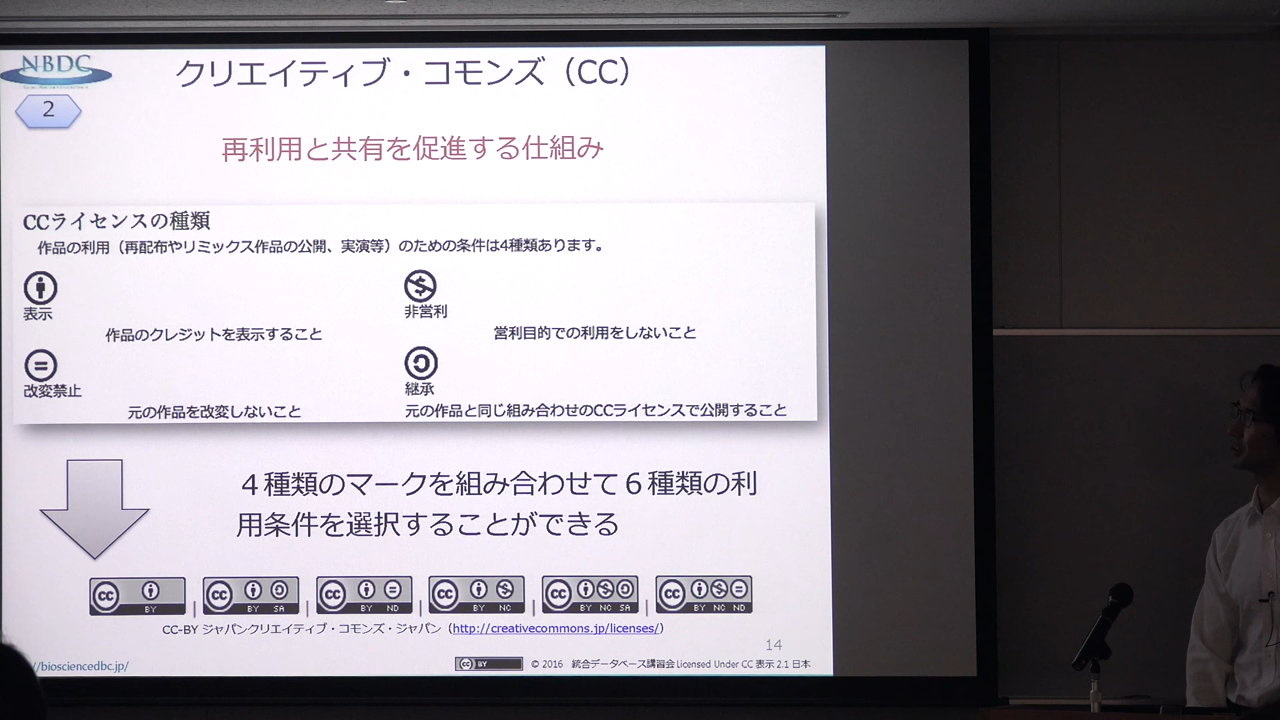 NBDC
クリエイティブ・コモンズ（CC）
2
再利用と共有を促進する仕組み
CCライセンスの種類
作品の利用（再配布やリミックス作品の公開、実演等）のための条件は4種類あります。
表示
作品のクレジットを表示すること
非営利
営利目的での利用をしないこと
改変禁止
元の作品を改変しないこと
継承
元の作品と同じ組み合わせのCCライセンスで公開すること
４種類のマークを組み合わせて６種類の利
用条件を選択することができる
cc BY | cc BY SA | cc BY ND | cc BY NC | cc BY NC SA | cc BY NC ND
CC-BY ジャパンクリエイティブ・コモンズ・ジャパン（http://creativecommons.jp/licenses/）
14
//biosciencedbc.jp/
cc BY © 2016 統合データベース講習会 Licensed Under CC 表示 2.1 日本